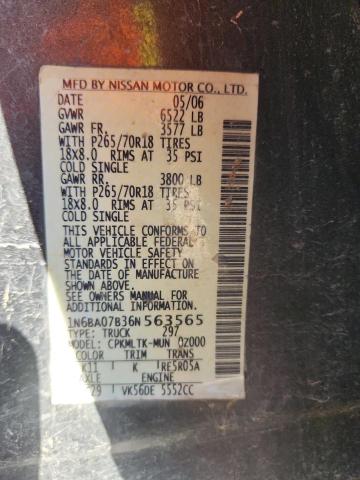 MFD BY NISSAN MOTOR CO., LTD.
DATE 05/06
GVWR 6522 LB
GAWR FR. 3577 LB
WITH P265/70R18 TIRES
18X8.0 RIMS AT 35 PSI
COLD SINGLE
GAWR RR. 3800 LB
WITH P265/70R18 TIRES
18X8.0 RIMS AT 35 PSI
COLD SINGLE
THIS VEHICLE CONFORMS TO
ALL APPLICABLE FEDERAL
MOTOR VEHICLE SAFETY
STANDARDS IN EFFECT ON
THE DATE OF MANUFACTURE
SHOWN ABOVE.
SEE OWNERS MANUAL FOR
ADDITIONAL INFORMATION
1N6BA07B36N563565
TYPE: TRUCK 297
MODEL: CPKMLTK-MUN 0Z000
COLOR TRIM TRANS
K11 K RE5R05A
AXLE ENGINE
29 VK56DE 5552CC